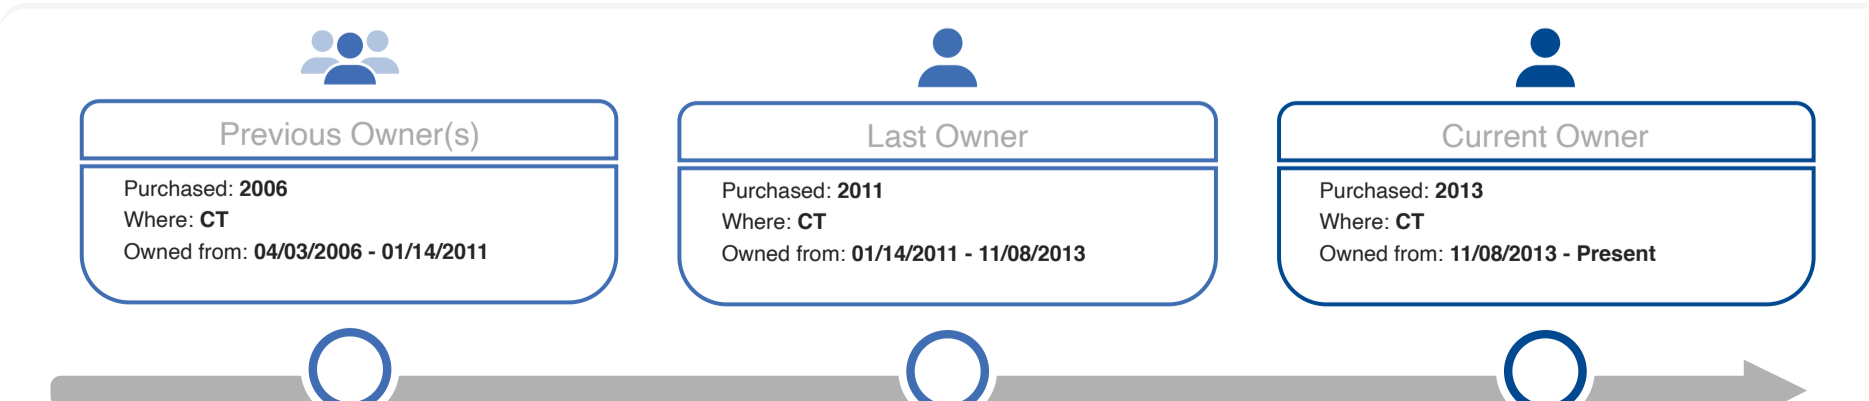 Previous Owner(s)
Purchased: 2006
Where: CT
Owned from: 04/03/2006 - 01/14/2011
Last Owner
Purchased: 2011
Where: CT
Owned from: 01/14/2011 - 11/08/2013
Current Owner
Purchased: 2013
Where: CT
Owned from: 11/08/2013 - Present